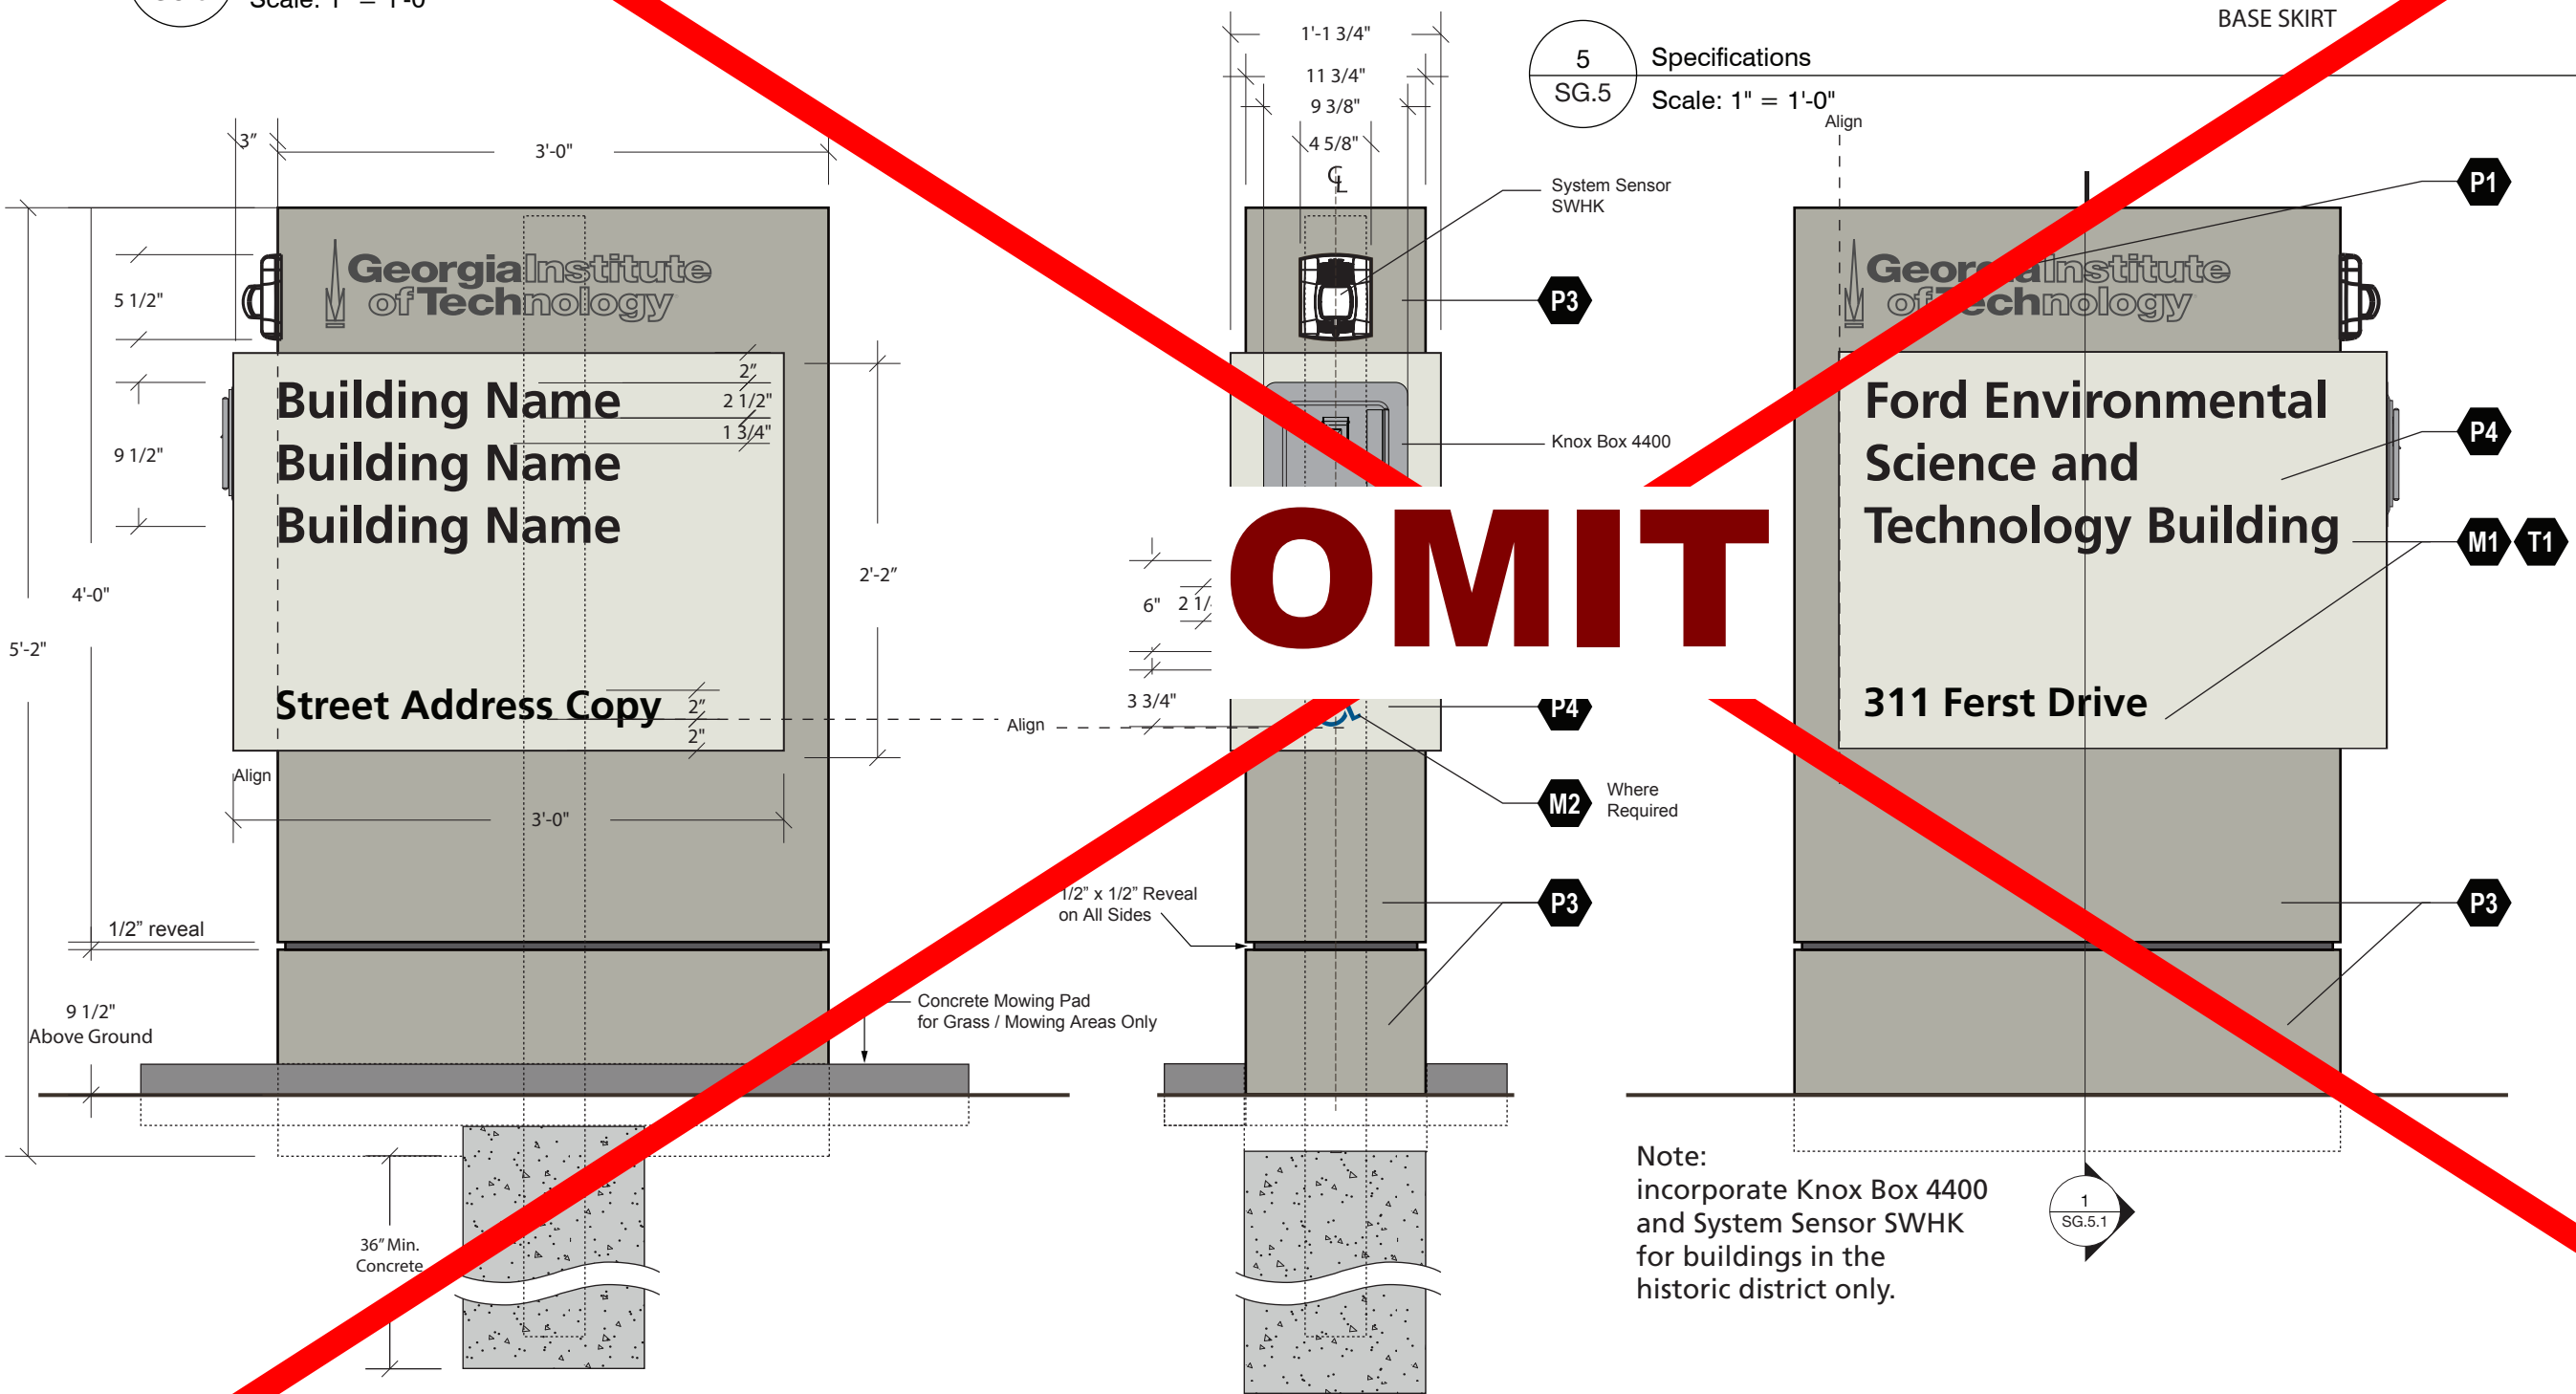 Scale: 1" = 1'-0"
BASE SKIRT
5
SG.5
Specifications
Scale: 1" = 1'-0"
3"
3'-0"
5 1/2"
9 1/2"
4'-0"
5'-2"
1/2" reveal
9 1/2"
Above Ground
Georgia Institute
of Technology
Building Name
Building Name
Building Name
Street Address Copy
2"
2 1/2"
1 3/4"
2"
2"
2'-2"
Align
3'-0"
Align
36" Min.
Concrete
Concrete Mowing Pad
for Grass / Mowing Areas Only
1'-1 3/4"
11 3/4"
9 3/8"
4 5/8"
CL
System Sensor
SWHK
P3
Knox Box 4400
OMIT
6"
3 3/4"
P4
M2
Where
Required
1/2" x 1/2" Reveal
on All Sides
P3
Align
Georgia Institute
of Technology
Ford Environmental
Science and
Technology Building
311 Ferst Drive
P1
P4
M1
T1
P3
Note:
incorporate Knox Box 4400
and System Sensor SWHK
for buildings in the
historic district only.
1
SG.5.1